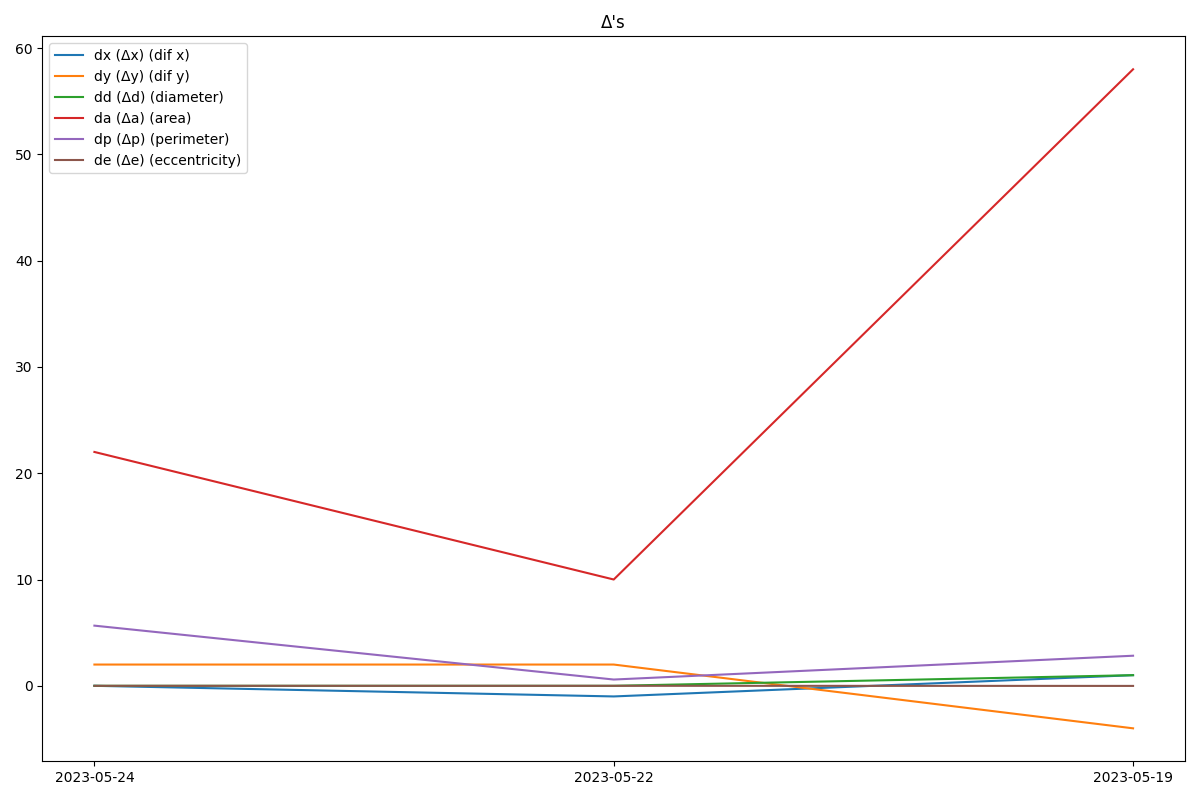 Δ's
dx (Δx) (dif x)
dy (Δy) (dif y)
dd (Δd) (diameter)
da (Δa) (area)
dp (Δp) (perimeter)
de (Δe) (eccentricity)
60
50
40
30
20
10
0
2023-05-24 2023-05-22 2023-05-19